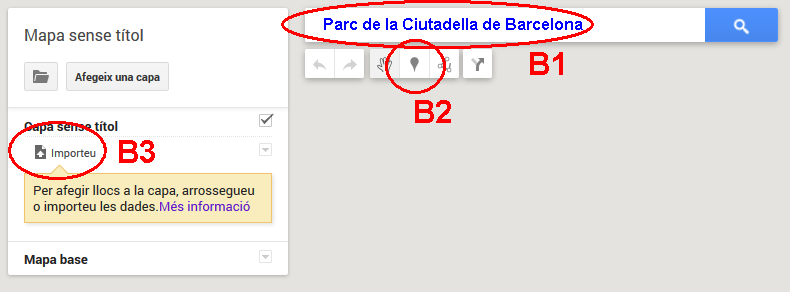 Mapa sense títol
Afegeix una capa
Capa sense títol
Importeu
B3
Per afegir llocs a la capa, arrossegueu
o importeu les dades.Més informació
Mapa base
Parc de la Ciutadella de Barcelona
B1
B2